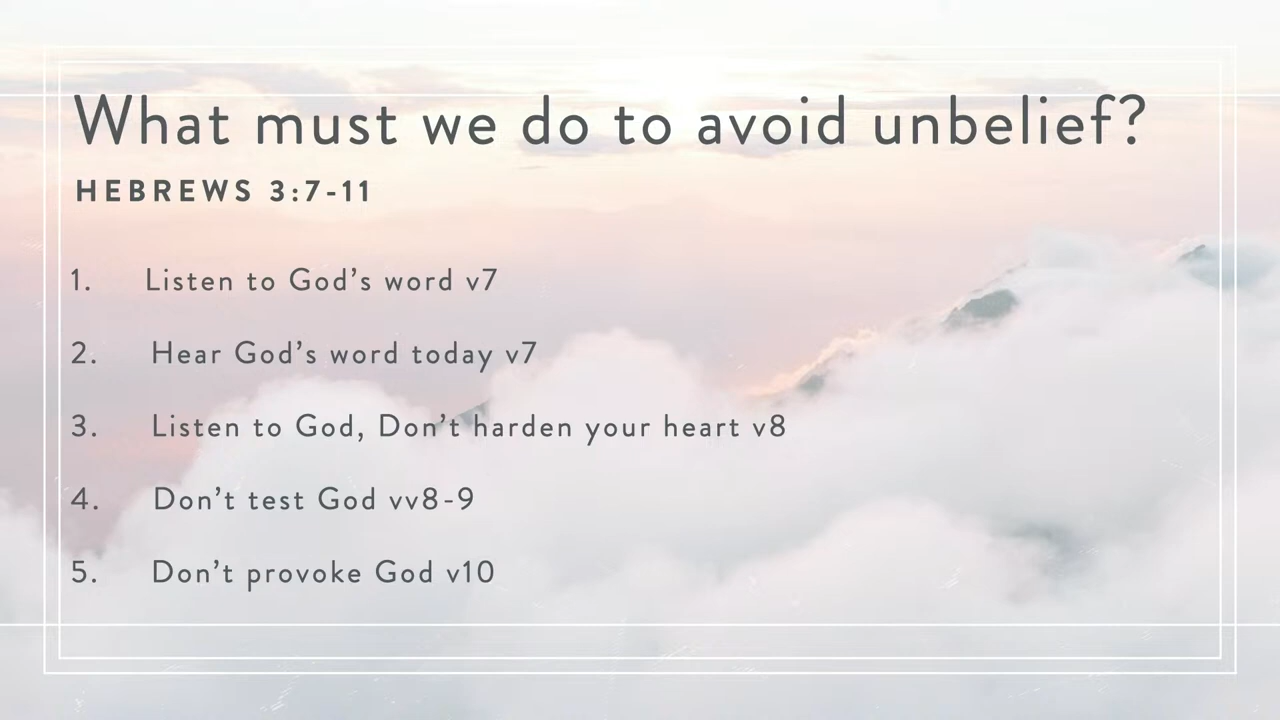 What must we do to avoid unbelief?
HEBREWS 3:7-11
1. Listen to God’s word v7
2. Hear God’s word today v7
3. Listen to God, Don’t harden your heart v8
4. Don’t test God vv8-9
5. Don’t provoke God v10